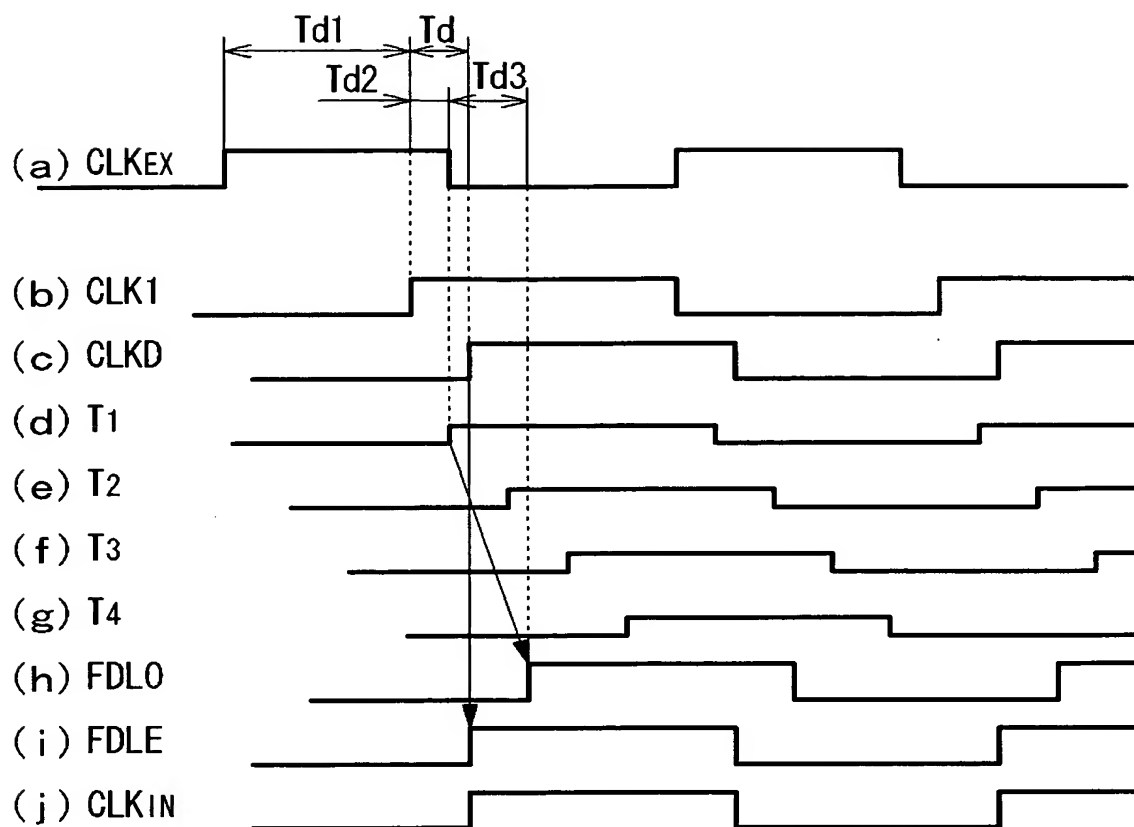 Td1 Td
Td2 Td3
(a) CLKEX
(b) CLK1
(c) CLKD
(d) T1
(e) T2
(f) T3
(g) T4
(h) FDLO
(i) FDLE
(j) CLKIN